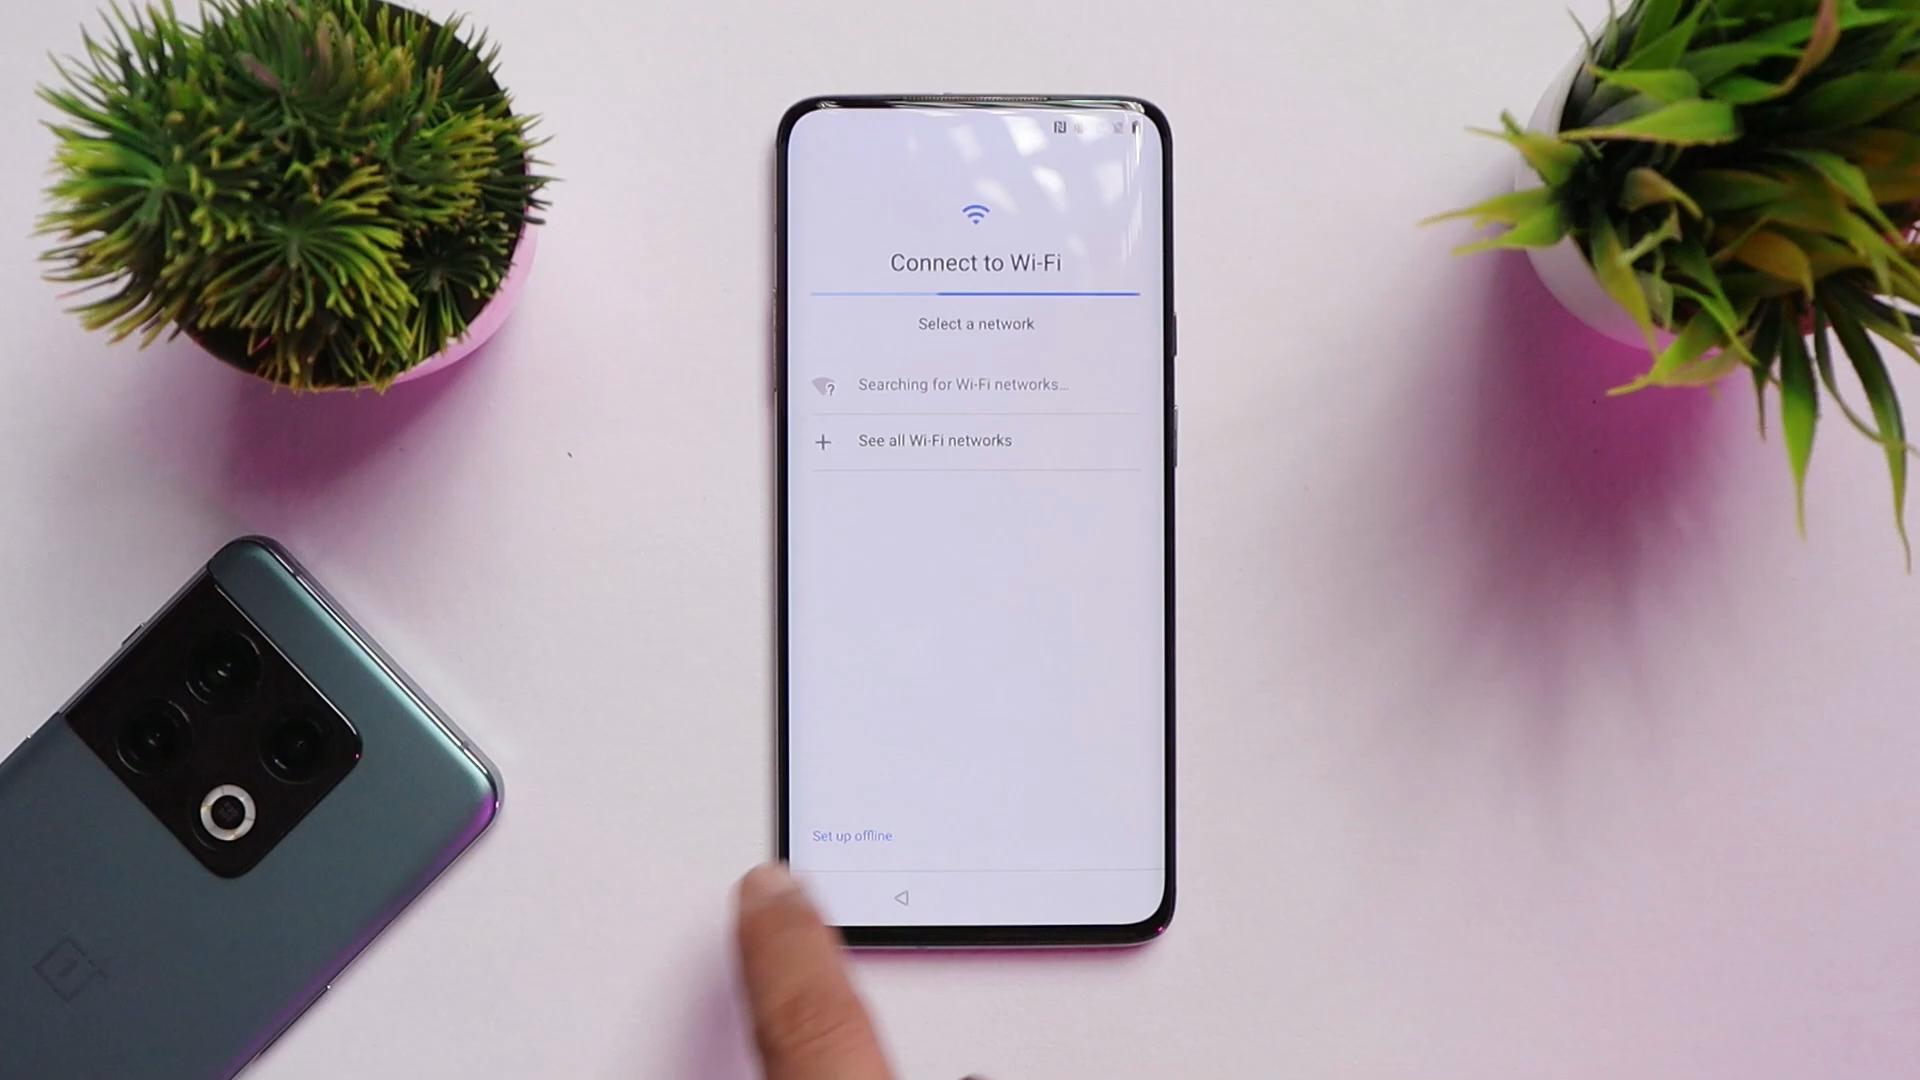 Connect to Wi-Fi
Select a network
Searching for Wi-Fi networks...
See all Wi-Fi networks
Set up offline